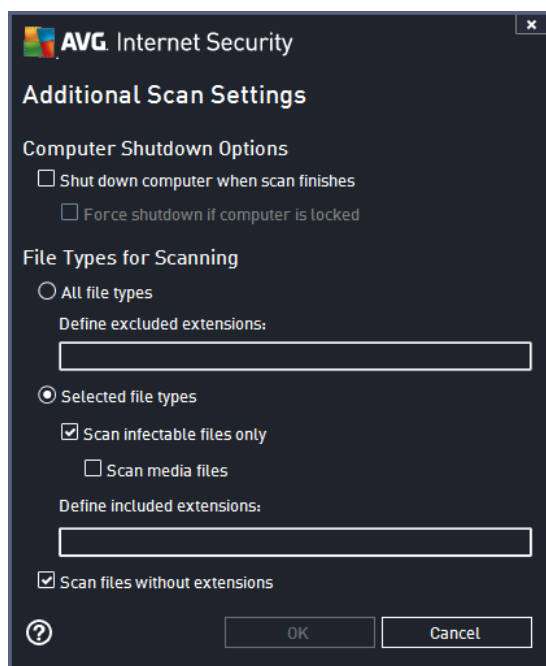 AVG. Internet Security
Additional Scan Settings
Computer Shutdown Options
Shut down computer when scan finishes
Force shutdown if computer is locked
File Types for Scanning
All file types
Define excluded extensions:
Selected file types
Scan infectable files only
Scan media files
Define included extensions:
Scan files without extensions
OK Cancel